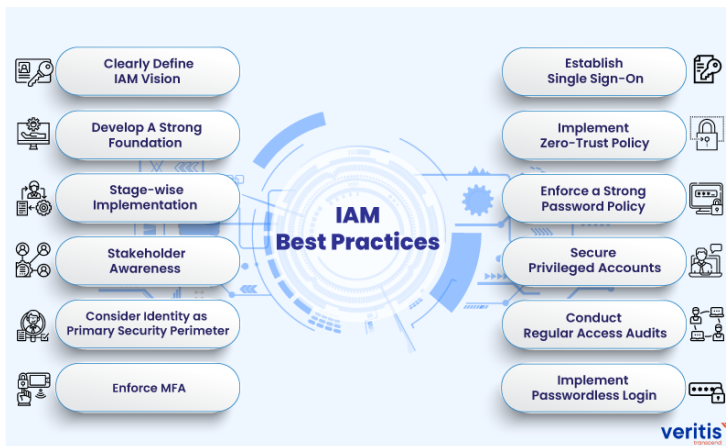 Clearly Define
IAM Vision
Develop A Strong
Foundation
Stage-wise
Implementation
Stakeholder
Awareness
Consider Identity as
Primary Security Perimeter
Enforce MFA
IAM
Best Practices
Establish
Single Sign-On
Implement
Zero-Trust Policy
Enforce a Strong
Password Policy
Secure
Privileged Accounts
Conduct
Regular Access Audits
Implement
Passwordless Login
veritis
transcend